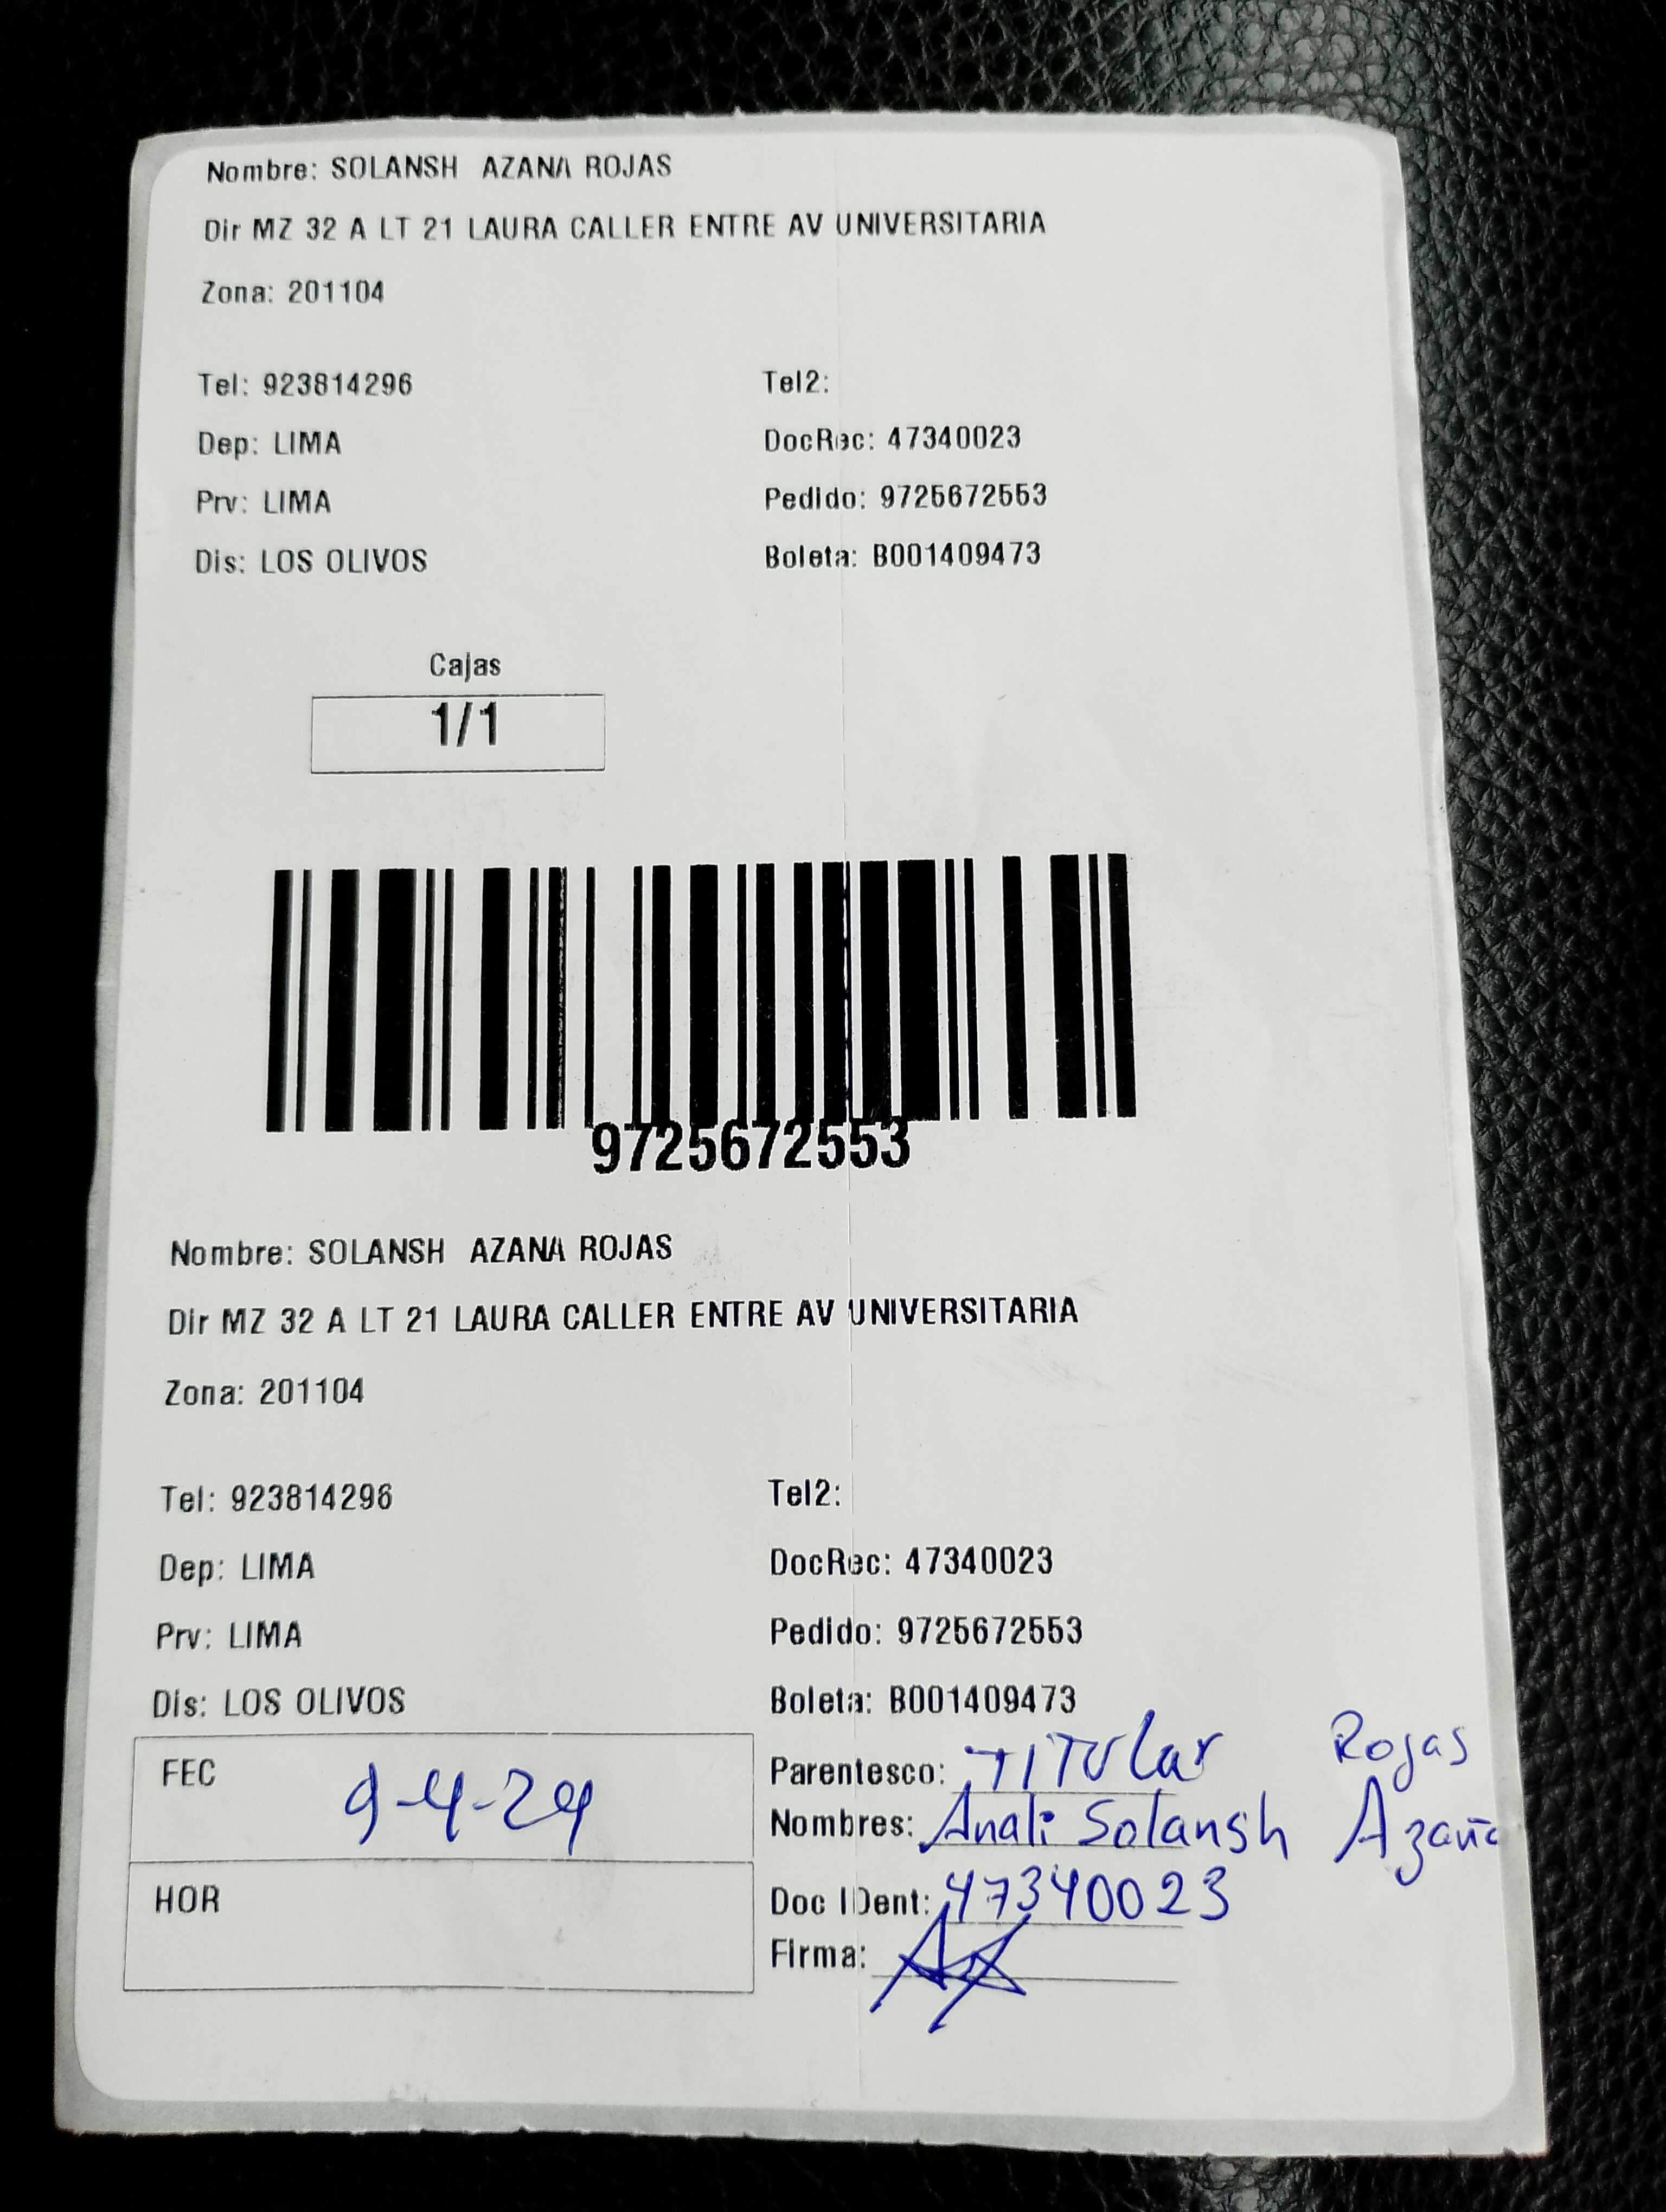 Nombre: SOLANSH AZANA ROJAS
Dir MZ 32 A LT 21 LAURA CALLER ENTRE AV UNIVERSITARIA
Zona: 201104
Tel: 923814296 Tel2:
Dep: LIMA DocRec: 47340023
Prv: LIMA Pedido: 9725672553
Dis: LOS OLIVOS Boleta: B001409473
Cajas
1/1
9725672553
Nombre: SOLANSH AZANA ROJAS
Dir MZ 32 A LT 21 LAURA CALLER ENTRE AV UNIVERSITARIA
Zona: 201104
Tel: 923814296 Tel2:
Dep: LIMA DocRec: 47340023
Prv: LIMA Pedido: 9725672553
Dis: LOS OLIVOS Boleta: B001409473
FEC 9-4-24
Parentesco: TITular Rojas
Nombres: Anali Solansh Azaña
HOR
Doc IDent: 47340023
Firma: